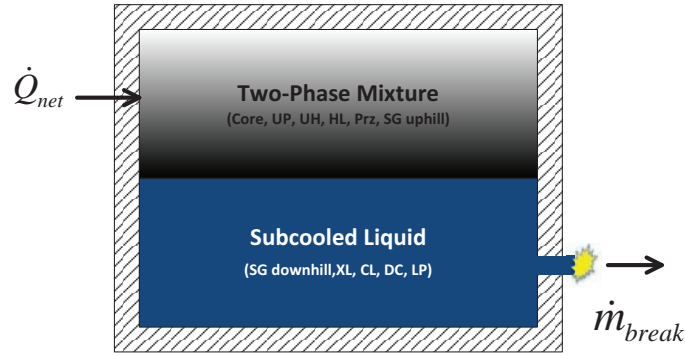 Q̇net
Two-Phase Mixture
(Core, UP, UH, HL, Prz, SG uphill)
Subcooled Liquid
(SG downhill,XL, CL, DC, LP)
ṁbreak